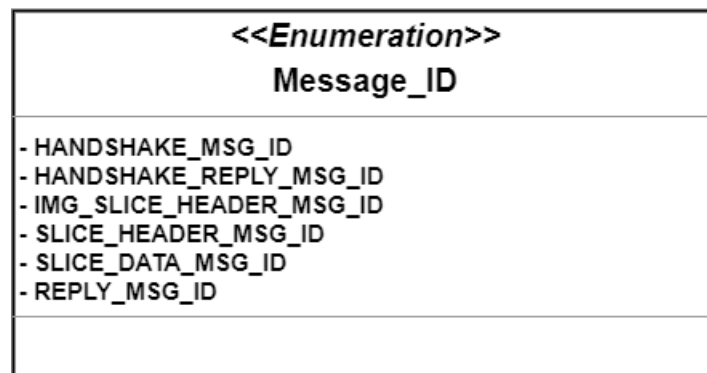 <<Enumeration>>
Message_ID
- HANDSHAKE_MSG_ID
- HANDSHAKE_REPLY_MSG_ID
- IMG_SLICE_HEADER_MSG_ID
- SLICE_HEADER_MSG_ID
- SLICE_DATA_MSG_ID
- REPLY_MSG_ID